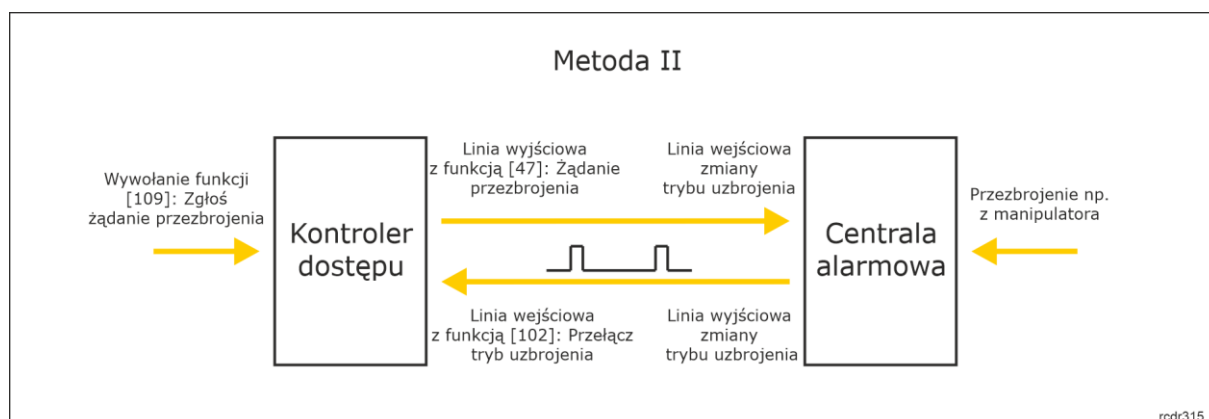 Metoda II
Wywołanie funkcji
[109]: Zgłoś
żądanie przezbrojenia
Kontroler
dostępu
Linia wyjściowa
z funkcją [47]: Żądanie
przezbrojenia
Linia wejściowa
zmiany
trybu uzbrojenia
Linia wejściowa
z funkcją [102]: Przełącz
tryb uzbrojenia
Linia wyjściowa
zmiany
trybu uzbrojenia
Centrala
alarmowa
Przezbrojenie np.
z manipulatora
rcdr315